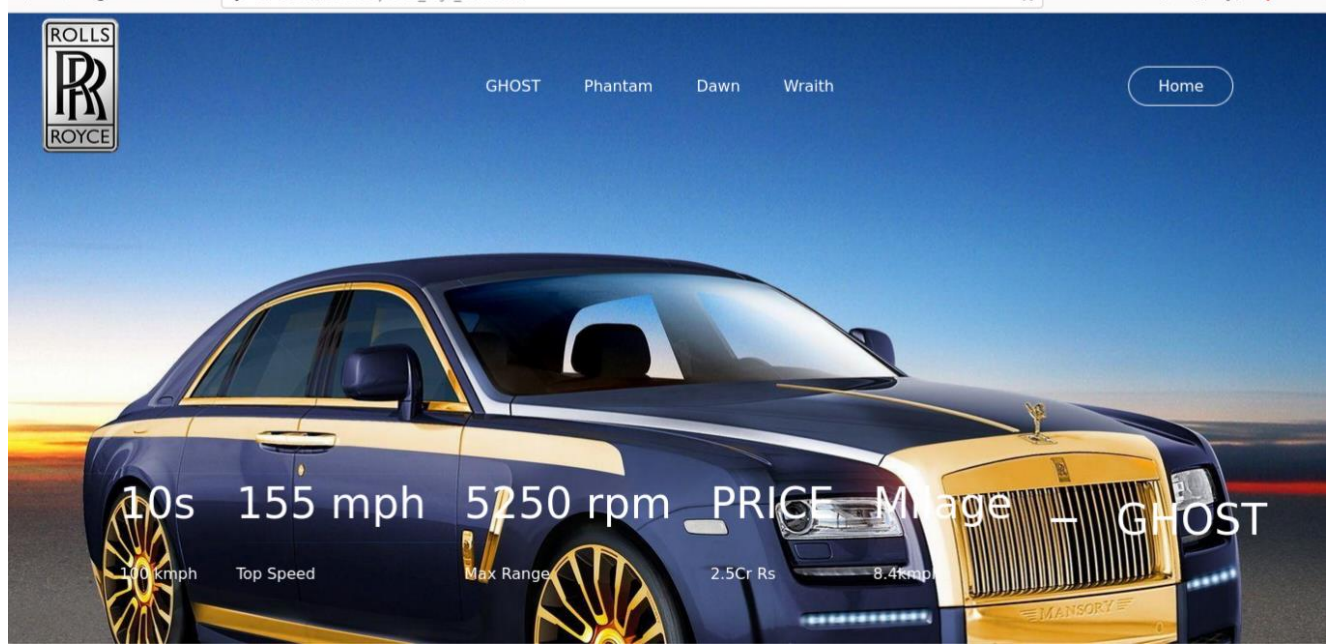 ROLLS
RR
ROYCE
GHOST Phantam Dawn Wraith Home
10s 155 mph 5250 rpm PRICE Milage – GHOST
100 kmph Top Speed Max Range 2.5Cr Rs 8.4kmpl
MANSORY